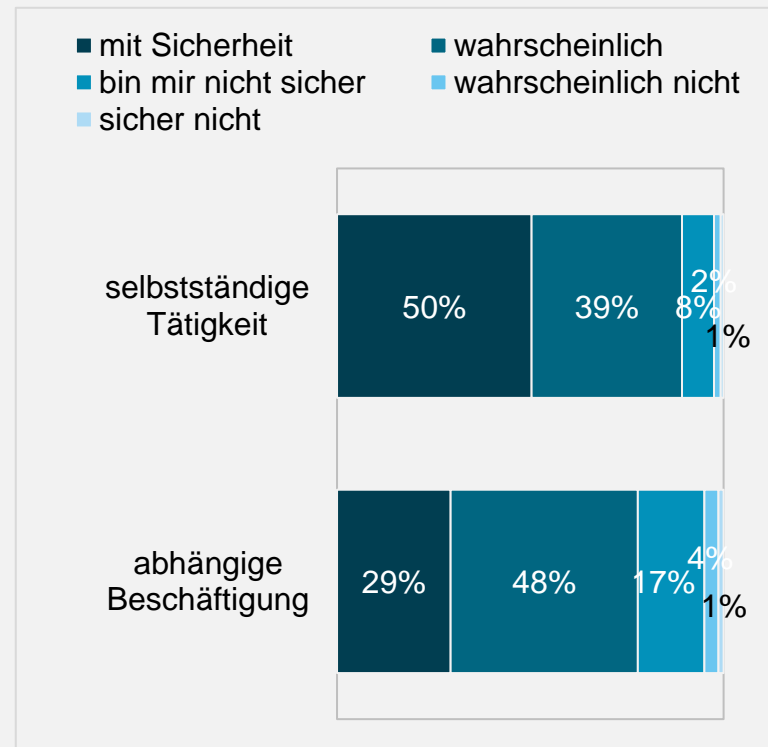 mit Sicherheit
wahrscheinlich
bin mir nicht sicher
wahrscheinlich nicht
sicher nicht
selbstständige
Tätigkeit
50%
39%
8%
2%
1%
abhängige
Beschäftigung
29%
48%
17%
4%
1%